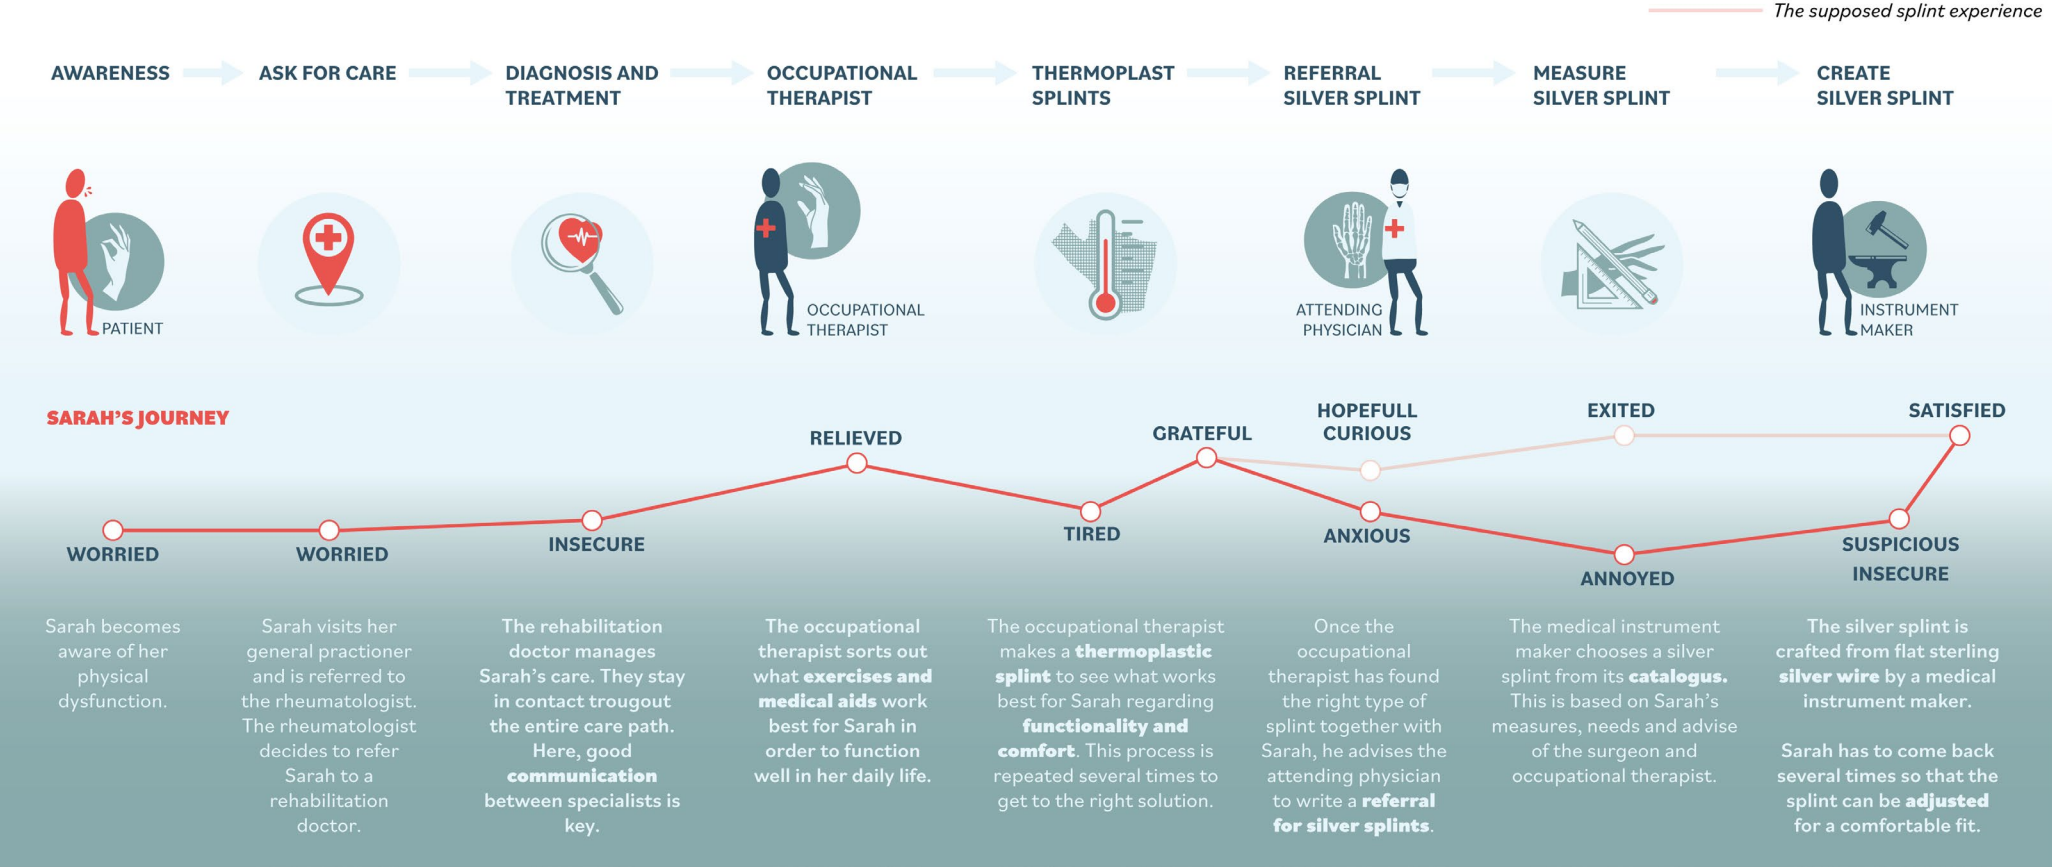 The supposed splint experience
AWARENESS
ASK FOR CARE
DIAGNOSIS AND
TREATMENT
OCCUPATIONAL
THERAPIST
THERMOPLAST
SPLINTS
REFERRAL
SILVER SPLINT
MEASURE
SILVER SPLINT
CREATE
SILVER SPLINT
PATIENT
OCCUPATIONAL
THERAPIST
ATTENDING
PHYSICIAN
INSTRUMENT
MAKER
SARAH'S JOURNEY
WORRIED
WORRIED
INSECURE
RELIEVED
TIRED
GRATEFUL
HOPEFULL
CURIOUS
ANXIOUS
EXITED
ANNOYED
SATISFIED
SUSPICIOUS
INSECURE
Sarah becomes
aware of her
physical
dysfunction.
Sarah visits her
general practioner
and is referred to
the rheumatologist.
The rheumatologist
decides to refer
Sarah to a
rehabilitation
doctor.
The rehabilitation
doctor manages
Sarah's care. They stay
in contact trougout
the entire care path.
Here, good
communication
between specialists is
key.
The occupational
therapist sorts out
what exercises and
medical aids work
best for Sarah in
order to function
well in her daily life.
The occupational therapist
makes a thermoplastic
splint to see what works
best for Sarah regarding
functionality and
comfort. This process is
repeated several times to
get to the right solution.
Once the
occupational
therapist has found
the right type of
splint together with
Sarah, he advises the
attending physician
to write a referral
for silver splints.
The medical instrument
maker chooses a silver
splint from its catalogus.
This is based on Sarah's
measures, needs and advise
of the surgeon and
occupational therapist.
The silver splint is
crafted from flat sterling
silver wire by a medical
instrument maker.
Sarah has to come back
several times so that the
splint can be adjusted
for a comfortable fit.